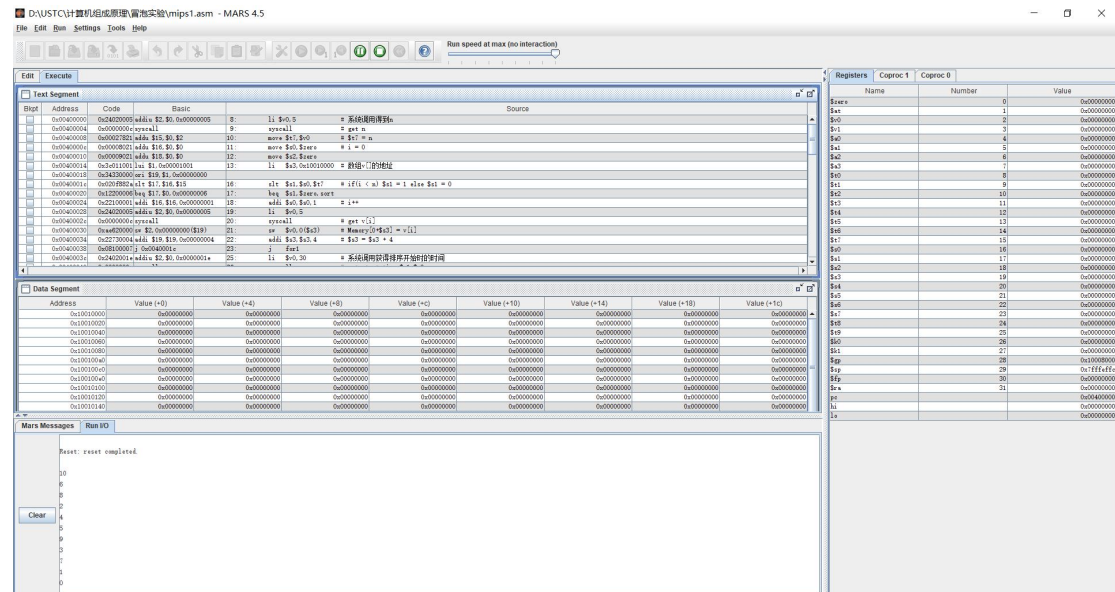 D:\USTC\计算机组成原理\冒泡实验\mips1.asm - MARS 4.5
File Edit Run Settings Tools Help
Run speed at max (no interaction)
Edit Execute
Text Segment
Bkpt Address Code Basic Source
0x00400000 0x24020005 addiu $2,$0,0x00000005 8: li $v0,5 # 系统调用得到n
0x00400004 0x0000000c syscall 9: syscall # get n
0x00400008 0x00027821 addu $15,$0,$2 10: move $t7,$v0 # $t7 = n
0x0040000c 0x00008021 addu $16,$0,$0 11: move $s0,$zero # i = 0
0x00400010 0x00009021 addu $18,$0,$0 12: move $s2,$zero
0x00400014 0x3c011001 lui $1,0x00001001 13: li $s3,0x10010000 # 数组v[]的地址
0x00400018 0x34330000 ori $19,$1,0x00000000
0x0040001c 0x020f882a slt $17,$16,$15 16: slt $s1,$s0,$t7 # if(i < n) $s1 = 1 else $s1 = 0
0x00400020 0x12200006 beq $17,$0,0x00000006 17: beq $s1,$zero,sort
0x00400024 0x22100001 addi $16,$16,0x00000001 18: addi $s0,$s0,1 # i++
0x00400028 0x24020005 addiu $2,$0,0x00000005 19: li $v0,5
0x0040002c 0x0000000c syscall 20: syscall # get v[i]
0x00400030 0xae620000 sw $2,0x00000000($19) 21: sw $v0,0($s3) # Memory[0+$s3] = v[i]
0x00400034 0x22730004 addi $19,$19,0x00000004 22: addi $s3,$s3,4 # $s3 = $s3 + 4
0x00400038 0x08100007 j 0x0040001c 23: j for1
0x0040003c 0x2402001e addiu $2,$0,0x0000001e 25: li $v0,30 # 系统调用获得排序开始时的时间
Data Segment
Address Value (+0) Value (+4) Value (+8) Value (+c) Value (+10) Value (+14) Value (+18) Value (+1c)
0x10010000 0x00000000 0x00000000 0x00000000 0x00000000 0x00000000 0x00000000 0x00000000 0x00000000
0x10010020 0x00000000 0x00000000 0x00000000 0x00000000 0x00000000 0x00000000 0x00000000 0x00000000
0x10010040 0x00000000 0x00000000 0x00000000 0x00000000 0x00000000 0x00000000 0x00000000 0x00000000
0x10010060 0x00000000 0x00000000 0x00000000 0x00000000 0x00000000 0x00000000 0x00000000 0x00000000
0x10010080 0x00000000 0x00000000 0x00000000 0x00000000 0x00000000 0x00000000 0x00000000 0x00000000
0x100100a0 0x00000000 0x00000000 0x00000000 0x00000000 0x00000000 0x00000000 0x00000000 0x00000000
0x100100c0 0x00000000 0x00000000 0x00000000 0x00000000 0x00000000 0x00000000 0x00000000 0x00000000
0x100100e0 0x00000000 0x00000000 0x00000000 0x00000000 0x00000000 0x00000000 0x00000000 0x00000000
0x10010100 0x00000000 0x00000000 0x00000000 0x00000000 0x00000000 0x00000000 0x00000000 0x00000000
0x10010120 0x00000000 0x00000000 0x00000000 0x00000000 0x00000000 0x00000000 0x00000000 0x00000000
0x10010140 0x00000000 0x00000000 0x00000000 0x00000000 0x00000000 0x00000000 0x00000000 0x00000000
Mars Messages Run I/O
Reset: reset completed.
10
6
8
2
Clear
4
5
9
3
7
1
0
Registers Coproc 1 Coproc 0
Name Number Value
$zero 0 0x00000000
$at 1 0x00000000
$v0 2 0x00000000
$v1 3 0x00000000
$a0 4 0x00000000
$a1 5 0x00000000
$a2 6 0x00000000
$a3 7 0x00000000
$t0 8 0x00000000
$t1 9 0x00000000
$t2 10 0x00000000
$t3 11 0x00000000
$t4 12 0x00000000
$t5 13 0x00000000
$t6 14 0x00000000
$t7 15 0x00000000
$s0 16 0x00000000
$s1 17 0x00000000
$s2 18 0x00000000
$s3 19 0x00000000
$s4 20 0x00000000
$s5 21 0x00000000
$s6 22 0x00000000
$s7 23 0x00000000
$t8 24 0x00000000
$t9 25 0x00000000
$k0 26 0x00000000
$k1 27 0x00000000
$gp 28 0x10008000
$sp 29 0x7fffeffc
$fp 30 0x00000000
$ra 31 0x00000000
pc 0x00400000
hi 0x00000000
lo 0x00000000